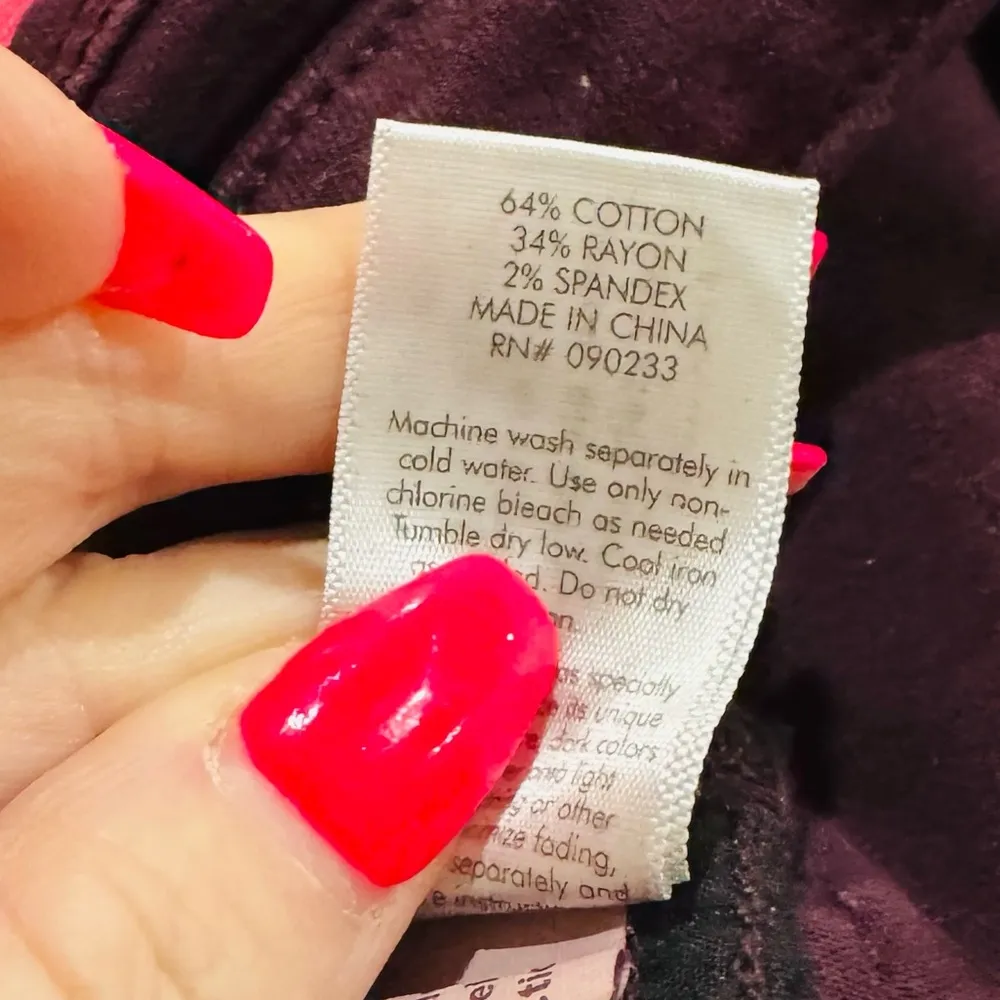 64% COTTON
34% RAYON
2% SPANDEX
MADE IN CHINA
RN# 090233
Machine wash separately in
cold water. Use only non-
chlorine bleach as needed
Tumble dry low. Cool iron
Do not dry
as specially
its unique
dark colors
light
or other
fading,
separately and